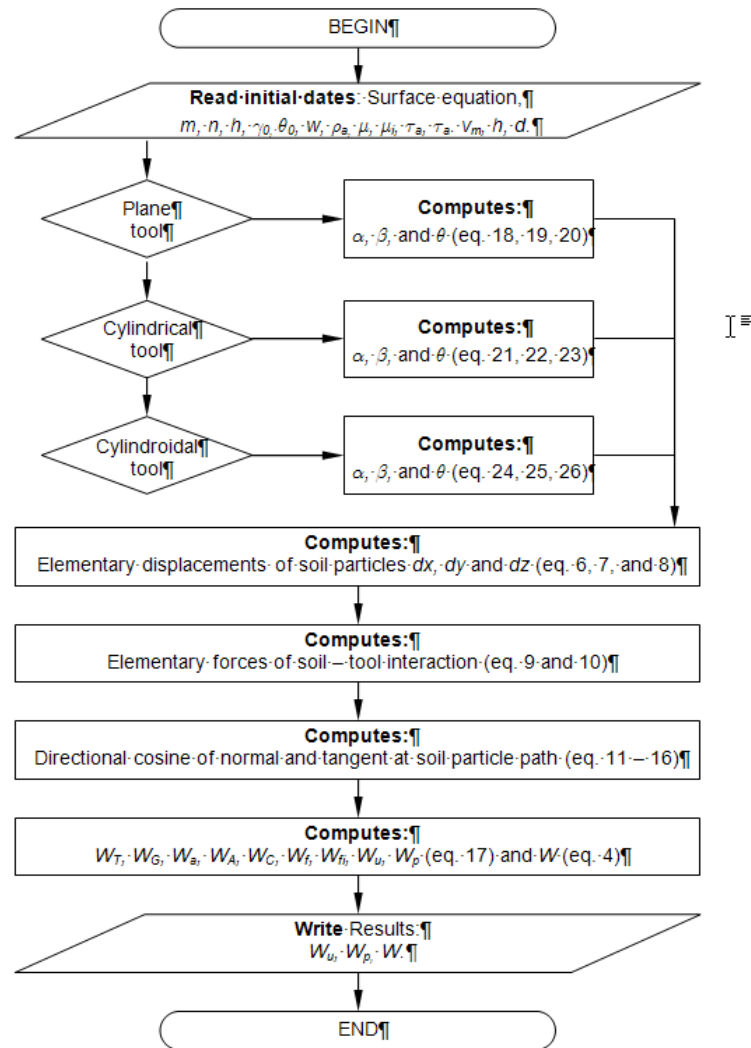 BEGIN¶
Read·initial·dates:·Surface·equation,¶
m,·n,·h,·γ0,·θ0,·w,·ρa,·μ,·μi,·τa,·τa.·vm,·h,·d.¶
Plane¶
tool¶
Computes:¶
α,·β,·and·θ·(eq.·18,·19,·20)¶
Cylindrical¶
tool¶
Computes:¶
α,·β,·and·θ·(eq.·21,·22,·23)¶
Cylindroidal¶
tool¶
Computes:¶
α,·β,·and·θ·(eq.·24,·25,·26)¶
Computes:¶
Elementary·displacements·of·soil·particles·dx,·dy·and·dz·(eq.·6,·7,·and·8)¶
Computes:¶
Elementary·forces·of·soil·–·tool·interaction·(eq.·9·and·10)¶
Computes:¶
Directional·cosine·of·normal·and·tangent·at·soil·particle·path·(eq.·11·–·16)¶
Computes:¶
WT,·WG,·Wa,·WA,·WC,·Wf,·Wfi,·Wu,·Wp·(eq.·17)·and·W·(eq.·4)¶
Write·Results:¶
Wu,·Wp,·W.¶
END¶